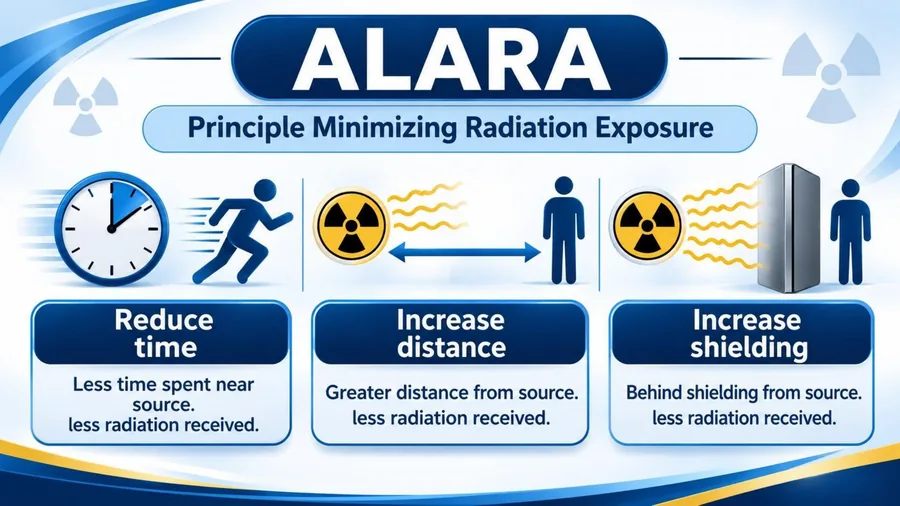 ALARA
Principle Minimizing Radiation Exposure
Reduce
time
Less time spent near
source.
less radiation received.
Increase
distance
Greater distance from source.
less radiation received.
Increase
shielding
Behind shielding from source.
less radiation received.